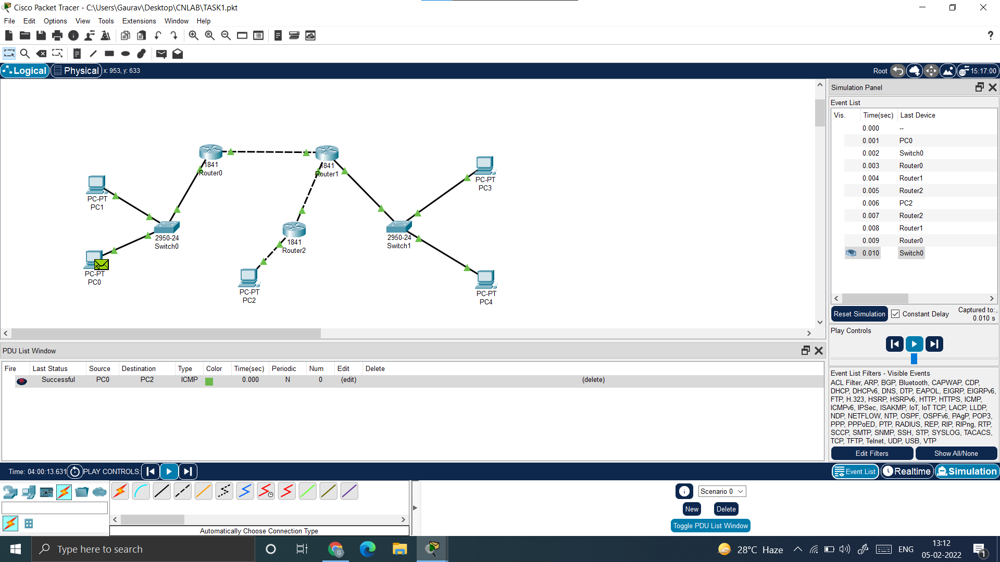 Cisco Packet Tracer - C:\Users\Gaurav\Desktop\CNLAB\TASK1.pkt
File Edit Options View Tools Extensions Window Help
?
Logical Physical x: 953, y: 633 Root 15:17:00
1841
Router0
1841
Router1
PC-PT
PC3
PC-PT
PC1
2950-24
Switch0
1841
Router2
2950-24
Switch1
PC-PT
PC0
PC-PT
PC2
PC-PT
PC4
Simulation Panel
Event List
Vis. Time(sec) Last Device
0.000 --
0.001 PC0
0.002 Switch0
0.003 Router0
0.004 Router1
0.005 Router2
0.006 PC2
0.007 Router2
0.008 Router1
0.009 Router0
0.010 Switch0
Reset Simulation Constant Delay Captured to:
0.010 s
Play Controls
Event List Filters - Visible Events
ACL Filter, ARP, BGP, Bluetooth, CAPWAP, CDP,
DHCP, DHCPv6, DNS, DTP, EAPOL, EIGRP, EIGRPv6,
FTP, H.323, HSRP, HSRPv6, HTTP, HTTPS, ICMP,
ICMPv6, IPSec, ISAKMP, IoT, IoT TCP, LACP, LLDP,
NDP, NETFLOW, NTP, OSPF, OSPFv6, PAgP, POP3,
PPP, PPPoED, PTP, RADIUS, REP, RIP, RIPng, RTP,
SCCP, SMTP, SNMP, SSH, STP, SYSLOG, TACACS,
TCP, TFTP, Telnet, UDP, USB, VTP
Edit Filters Show All/None
PDU List Window
Fire Last Status Source Destination Type Color Time(sec) Periodic Num Edit Delete
Successful PC0 PC2 ICMP 0.000 N 0 (edit) (delete)
Time: 04:00:13.631 PLAY CONTROLS:
Event List Realtime Simulation
Scenario 0
New Delete
Toggle PDU List Window
Automatically Choose Connection Type
Type here to search
28°C Haze
ENG
13:12
05-02-2022
1